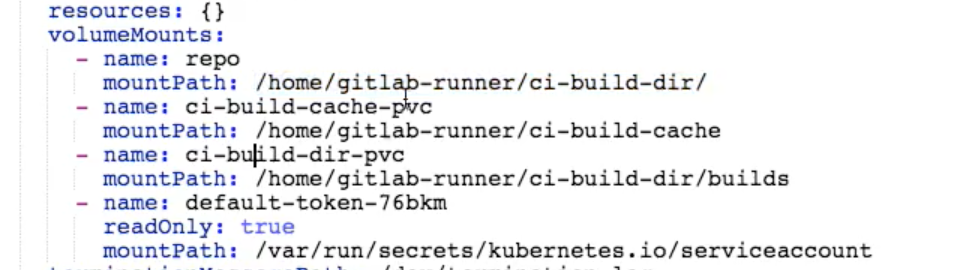 resources: {}
volumeMounts:
- name: repo
mountPath: /home/gitlab-runner/ci-build-dir/
- name: ci-build-cache-pvc
mountPath: /home/gitlab-runner/ci-build-cache
- name: ci-build-dir-pvc
mountPath: /home/gitlab-runner/ci-build-dir/builds
- name: default-token-76bkm
readOnly: true
mountPath: /var/run/secrets/kubernetes.io/serviceaccount